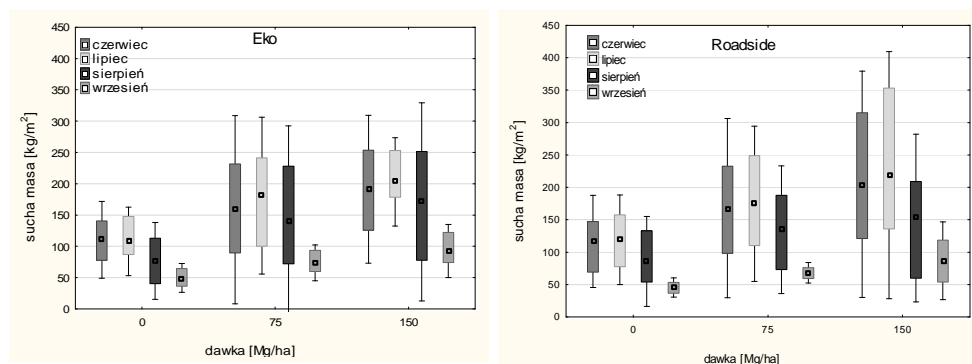 Eko
czerwiec
lipiec
sierpień
wrzesień
450
400
350
300
250
200
150
100
50
0
sucha masa [kg/m²]
0 75 150
dawka [Mg/ha]
Roadside
czerwiec
lipiec
sierpień
wrzesień
450
400
350
300
250
200
150
100
50
0
sucha masa [kg/m²]
0 75 150
dawka [Mg/ha]